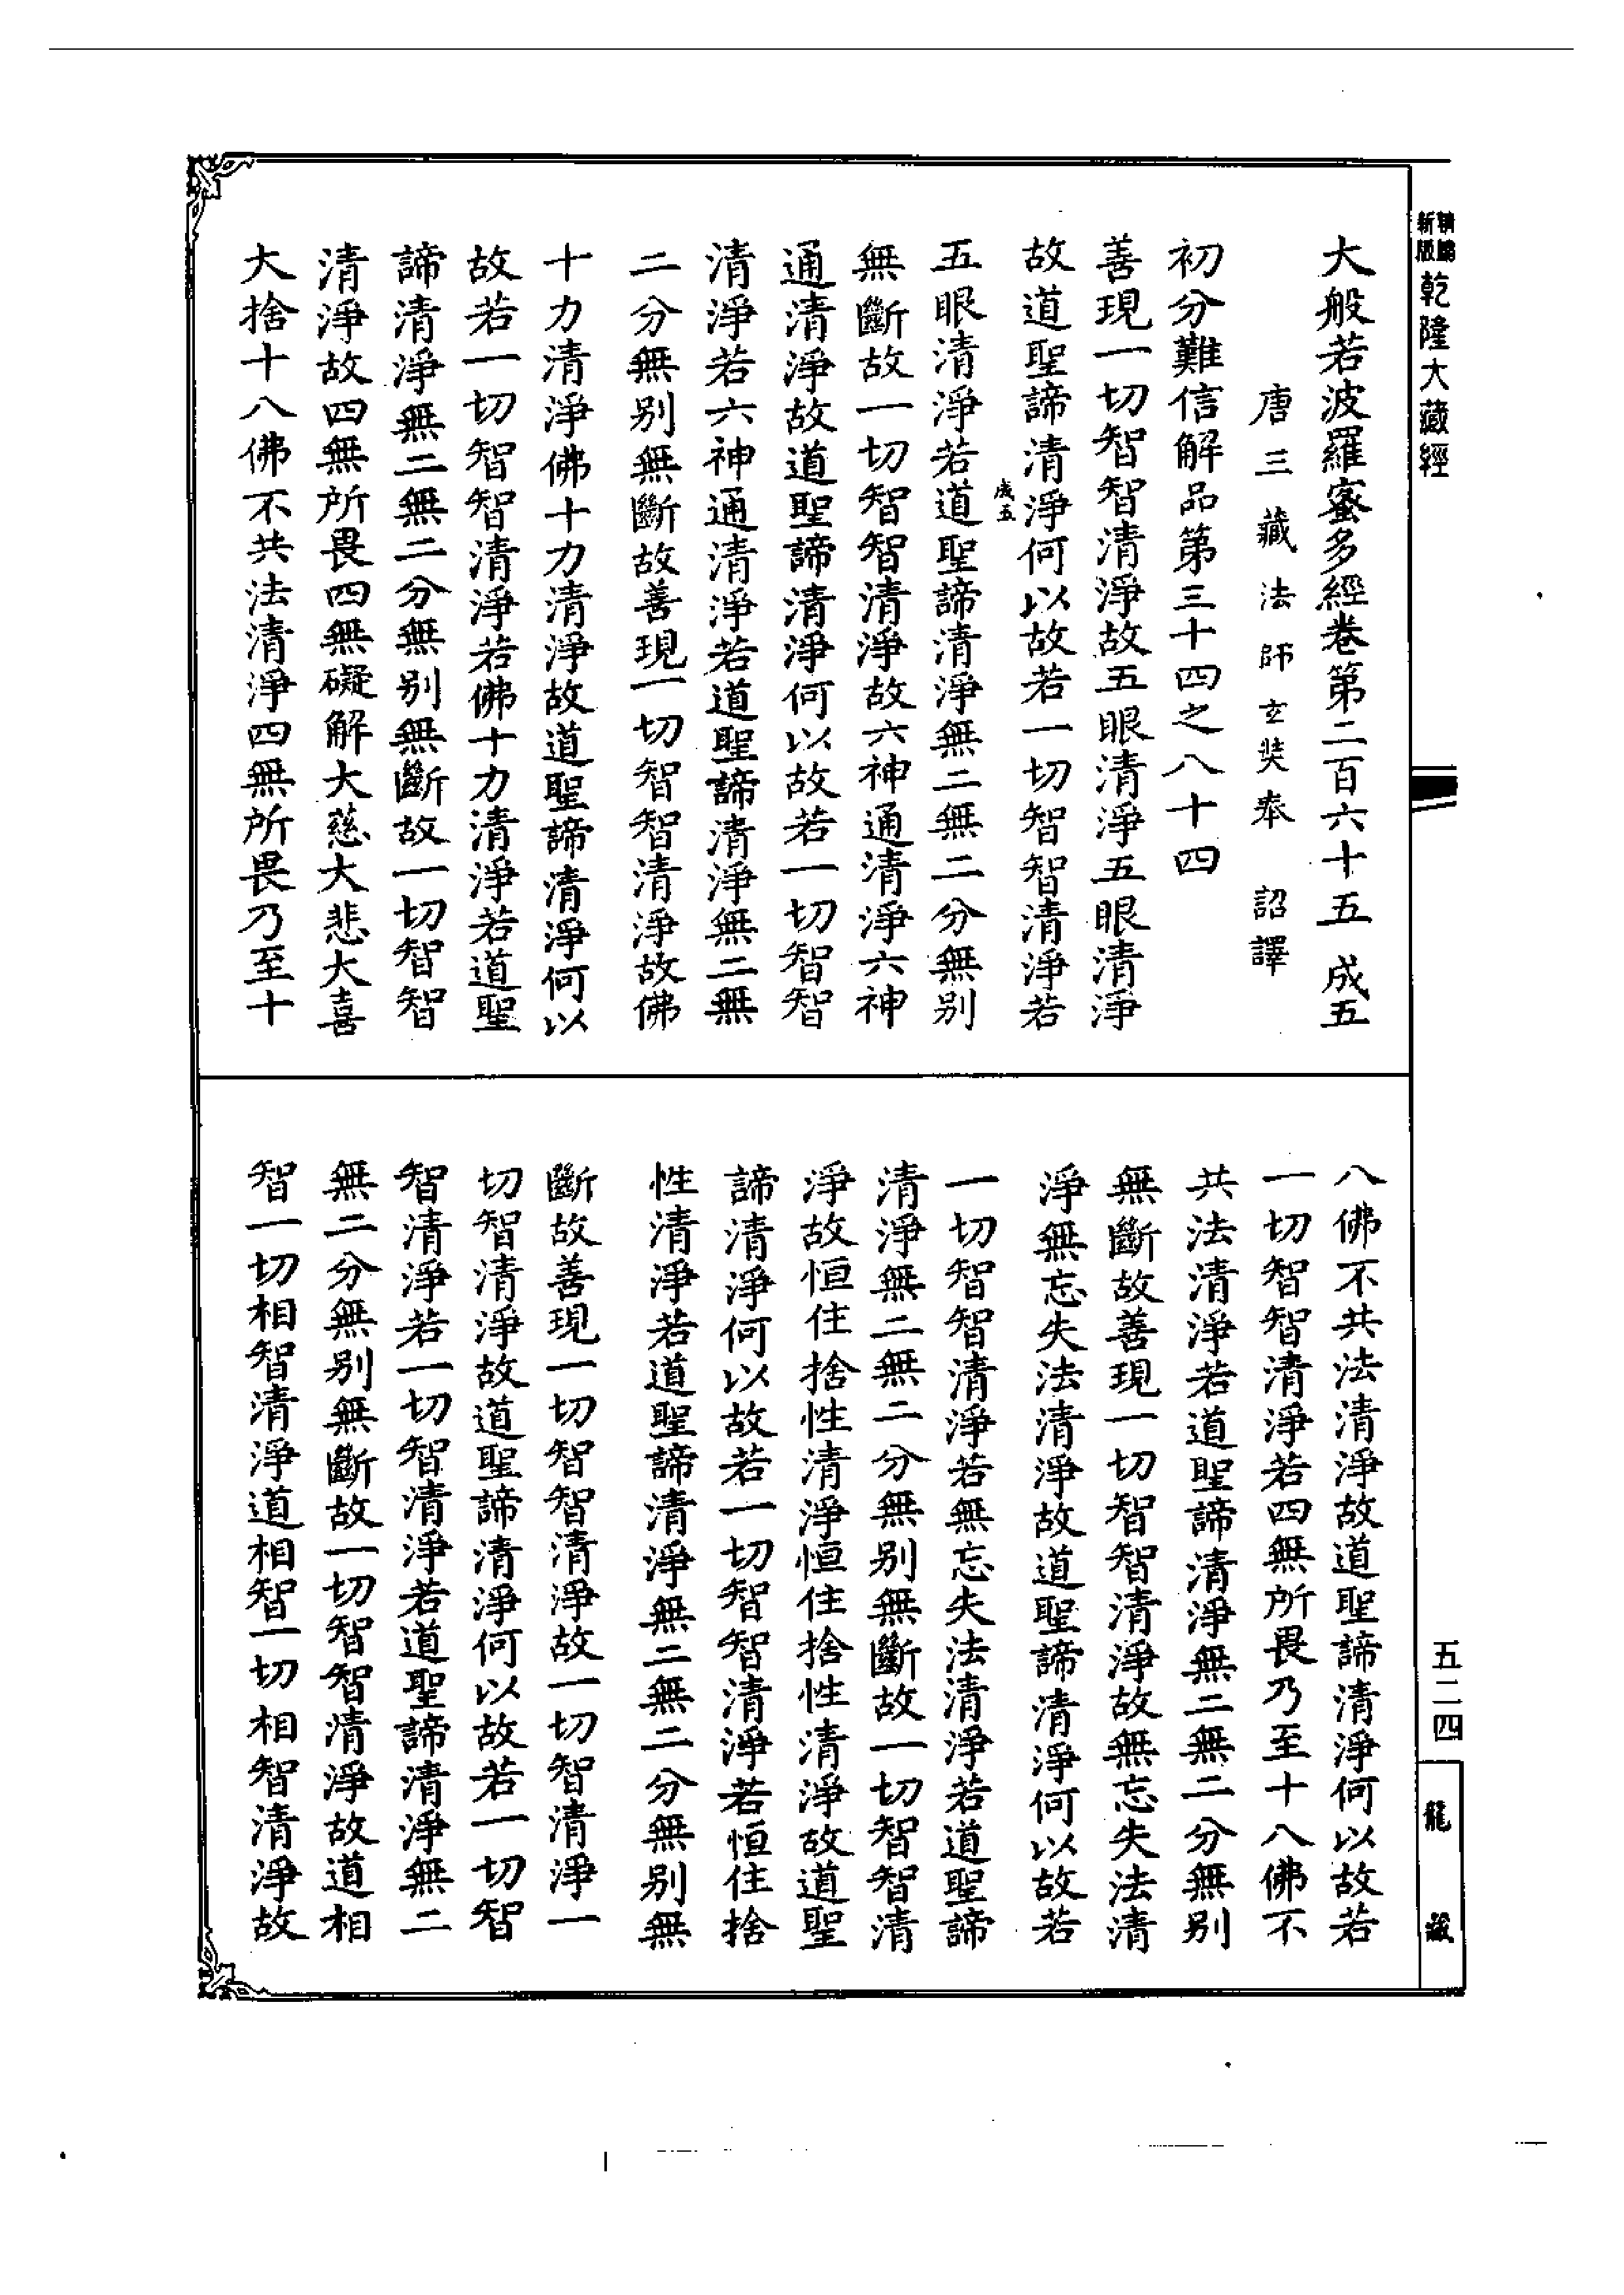 新版
精縮
乾隆大藏經
大般若波羅蜜多經卷第二百六十五 成五
唐三藏法師玄奘奉 詔譯
初分難信解品第三十四之八十四
善現一切智智清淨故五眼清淨五眼清淨
故道聖諦清淨何以故若一切智智清淨若
成五
五眼清淨若道聖諦清淨無二無二分無別
無斷故一切智智清淨故六神通清淨六神
通清淨故道聖諦清淨何以故若一切智智
清淨若六神通清淨若道聖諦清淨無二無
二分無別無斷故善現一切智智清淨故佛
十力清淨佛十力清淨故道聖諦清淨何以
故若一切智智清淨若佛十力清淨若道聖
諦清淨無二無二分無別無斷故一切智智
清淨故四無所畏四無礙解大慈大悲大喜
大捨十八佛不共法清淨四無所畏乃至十
八佛不共法清淨故道聖諦清淨何以故若
一切智智清淨若四無所畏乃至十八佛不
共法清淨若道聖諦清淨無二無二分無別
無斷故善現一切智智清淨故無忘失法清
淨無忘失法清淨故道聖諦清淨何以故若
一切智智清淨若無忘失法清淨若道聖諦
清淨無二無二分無別無斷故一切智智清
淨故恒住捨性清淨恒住捨性清淨故道聖
諦清淨何以故若一切智智清淨若恒住捨
性清淨若道聖諦清淨無二無二分無別無
斷故善現一切智智清淨故一切智清淨一
切智清淨故道聖諦清淨何以故若一切智
智清淨若一切智清淨若道聖諦清淨無二
無二分無別無斷故一切智智清淨故道相
智一切相智清淨道相智一切相智清淨故
五二四
龍藏